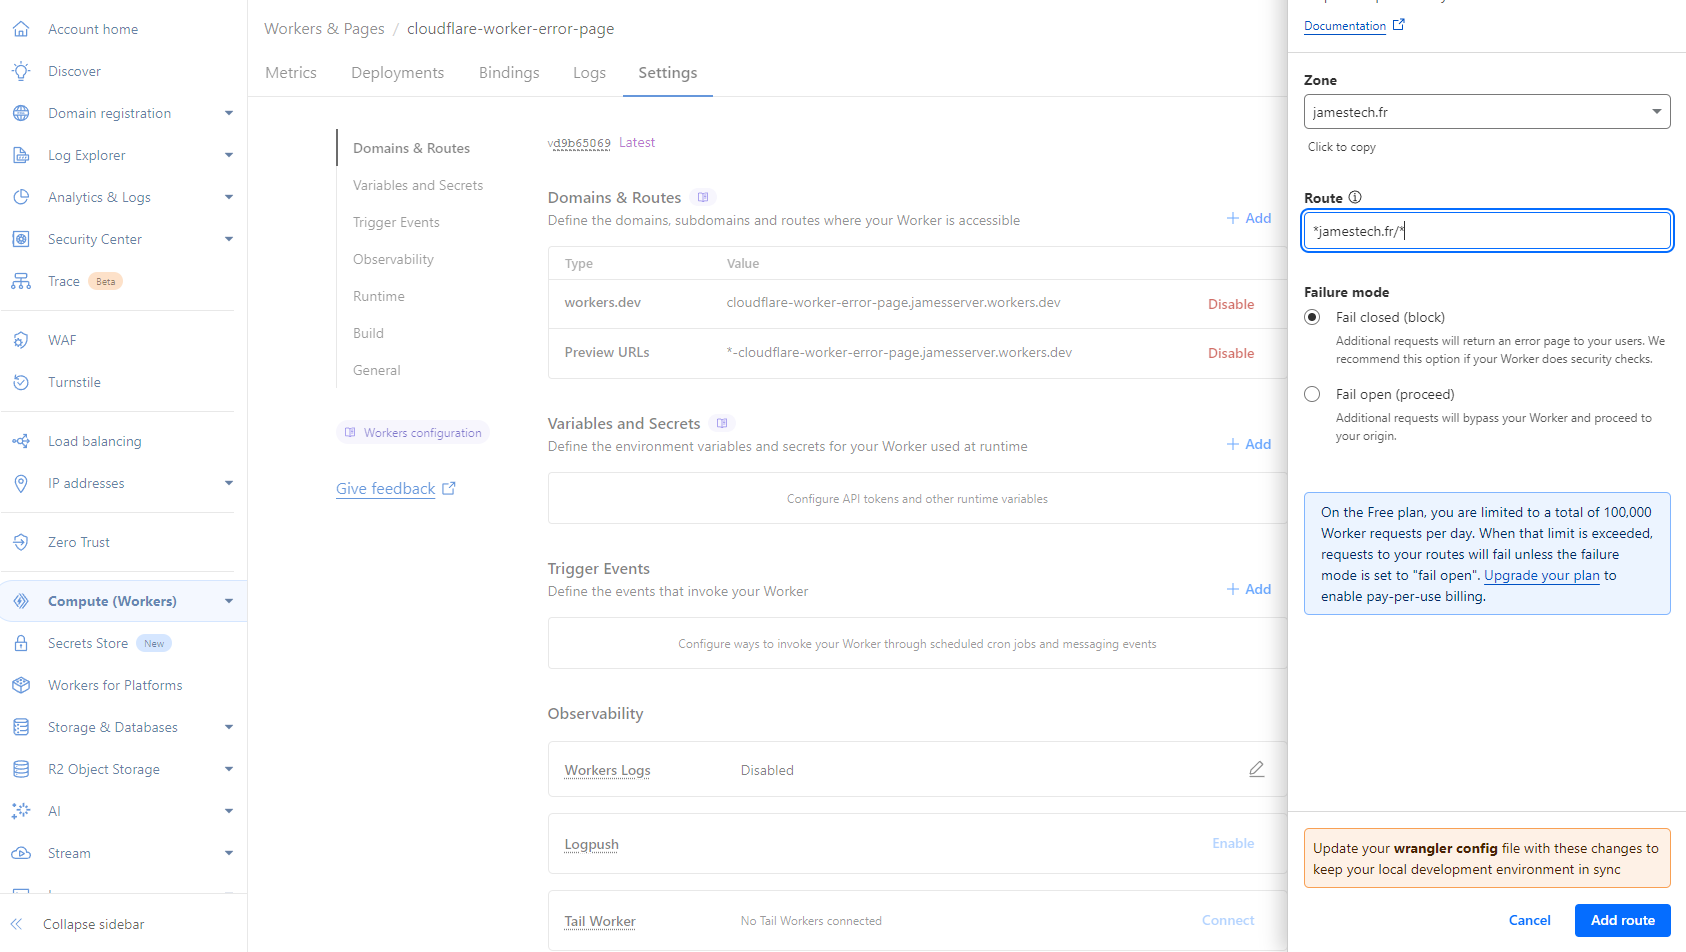 Account home
Discover
Domain registration
Log Explorer
Analytics & Logs
Security Center
Trace Beta
WAF
Turnstile
Load balancing
IP addresses
Zero Trust
Compute (Workers)
Secrets Store New
Workers for Platforms
Storage & Databases
R2 Object Storage
AI
Stream
Collapse sidebar
Workers & Pages / cloudflare-worker-error-page
Metrics Deployments Bindings Logs Settings
Domains & Routes
Variables and Secrets
Trigger Events
Observability
Runtime
Build
General
Workers configuration
Give feedback
vd9b65069 Latest
Domains & Routes
Define the domains, subdomains and routes where your Worker is accessible
Add
Type Value
workers.dev cloudflare-worker-error-page.jamesserver.workers.dev Disable
Preview URLs *-cloudflare-worker-error-page.jamesserver.workers.dev Disable
Variables and Secrets
Define the environment variables and secrets for your Worker used at runtime
Add
Configure API tokens and other runtime variables
Trigger Events
Define the events that invoke your Worker
Add
Configure ways to invoke your Worker through scheduled cron jobs and messaging events
Observability
Workers Logs Disabled
Logpush Enable
Tail Worker No Tail Workers connected Connect
Documentation
Zone
jamestech.fr
Click to copy
Route
*jamestech.fr/*
Failure mode
Fail closed (block)
Additional requests will return an error page to your users. We
recommend this option if your Worker does security checks.
Fail open (proceed)
Additional requests will bypass your Worker and proceed to
your origin.
On the Free plan, you are limited to a total of 100,000
Worker requests per day. When that limit is exceeded,
requests to your routes will fail unless the failure
mode is set to "fail open". Upgrade your plan to
enable pay-per-use billing.
Update your wrangler config file with these changes to
keep your local development environment in sync
Cancel Add route